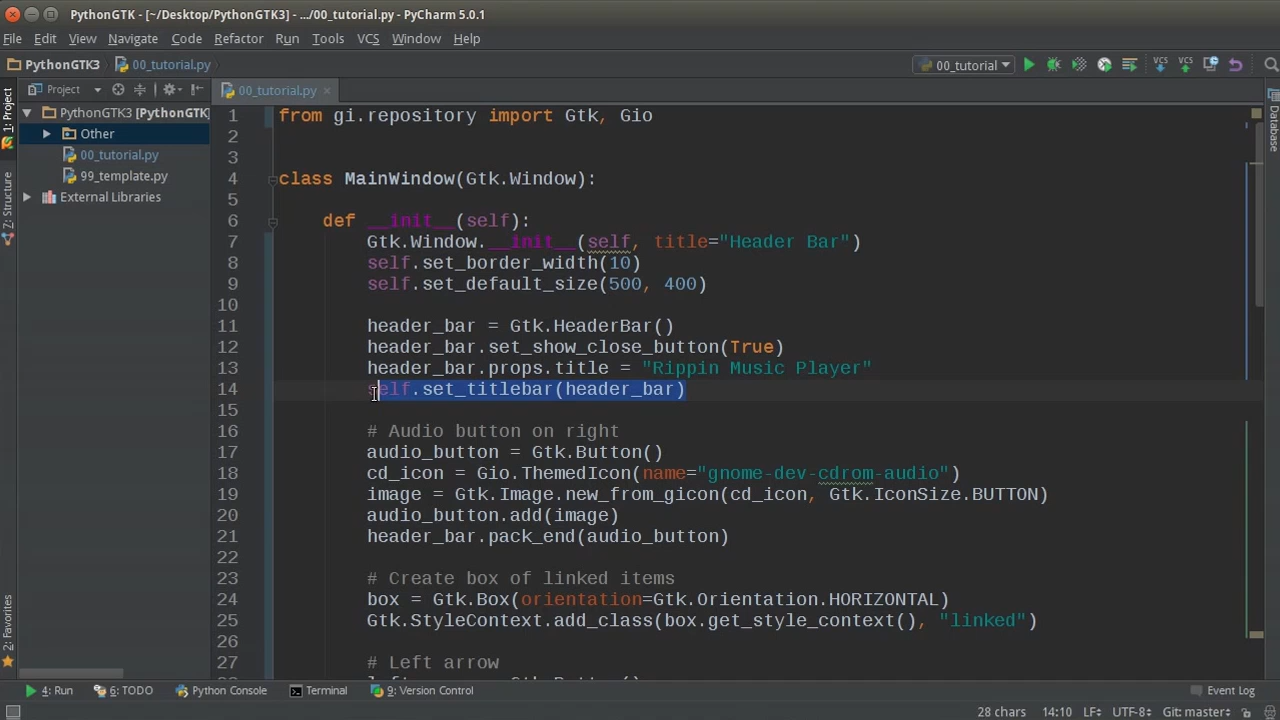 PythonGTK - [~/Desktop/PythonGTK3] - .../00_tutorial.py - PyCharm 5.0.1
File Edit View Navigate Code Refactor Run Tools VCS Window Help
PythonGTK3 00_tutorial.py 00_tutorial VCS VCS
Project 00_tutorial.py
1: Project
Z: Structure
2: Favorites
Database
PythonGTK3 [PythonGTK]
Other
00_tutorial.py
99_template.py
External Libraries
1 from gi.repository import Gtk, Gio
2
3
4 class MainWindow(Gtk.Window):
5
6 def __init__(self):
7 Gtk.Window.__init__(self, title="Header Bar")
8 self.set_border_width(10)
9 self.set_default_size(500, 400)
10
11 header_bar = Gtk.HeaderBar()
12 header_bar.set_show_close_button(True)
13 header_bar.props.title = "Rippin Music Player"
14 self.set_titlebar(header_bar)
15
16 # Audio button on right
17 audio_button = Gtk.Button()
18 cd_icon = Gio.ThemedIcon(name="gnome-dev-cdrom-audio")
19 image = Gtk.Image.new_from_gicon(cd_icon, Gtk.IconSize.BUTTON)
20 audio_button.add(image)
21 header_bar.pack_end(audio_button)
22
23 # Create box of linked items
24 box = Gtk.Box(orientation=Gtk.Orientation.HORIZONTAL)
25 Gtk.StyleContext.add_class(box.get_style_context(), "linked")
26
27 # Left arrow
4: Run 6: TODO Python Console Terminal 9: Version Control Event Log
28 chars 14:10 LF UTF-8 Git: master